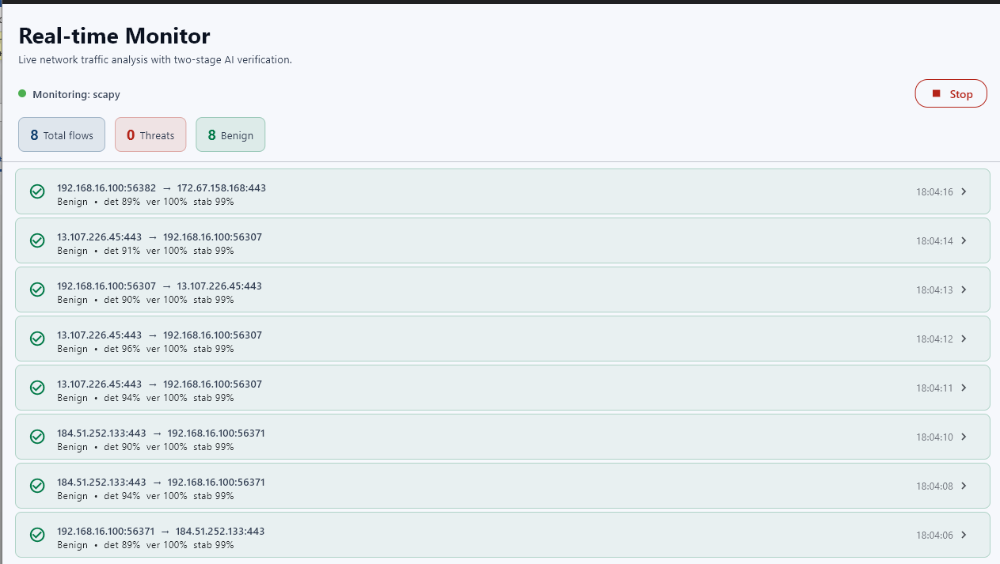 Real-time Monitor
Live network traffic analysis with two-stage AI verification.
Monitoring: scapy
Stop
8 Total flows
0 Threats
8 Benign
192.168.16.100:56382 → 172.67.158.168:443
Benign • det 89% ver 100% stab 99%
18:04:16
13.107.226.45:443 → 192.168.16.100:56307
Benign • det 91% ver 100% stab 99%
18:04:14
192.168.16.100:56307 → 13.107.226.45:443
Benign • det 90% ver 100% stab 99%
18:04:13
13.107.226.45:443 → 192.168.16.100:56307
Benign • det 96% ver 100% stab 99%
18:04:12
13.107.226.45:443 → 192.168.16.100:56307
Benign • det 94% ver 100% stab 99%
18:04:11
184.51.252.133:443 → 192.168.16.100:56371
Benign • det 90% ver 100% stab 99%
18:04:10
184.51.252.133:443 → 192.168.16.100:56371
Benign • det 94% ver 100% stab 99%
18:04:08
192.168.16.100:56371 → 184.51.252.133:443
Benign • det 89% ver 100% stab 99%
18:04:06